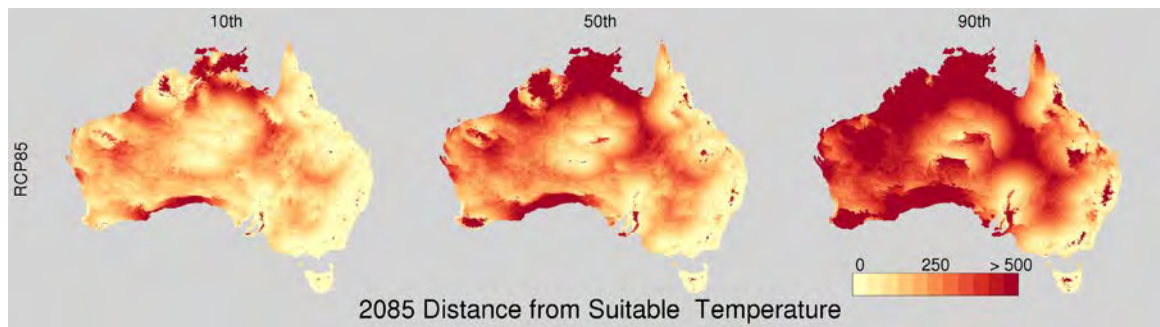 10th
50th
90th
RCP85
0 250 > 500
2085 Distance from Suitable Temperature